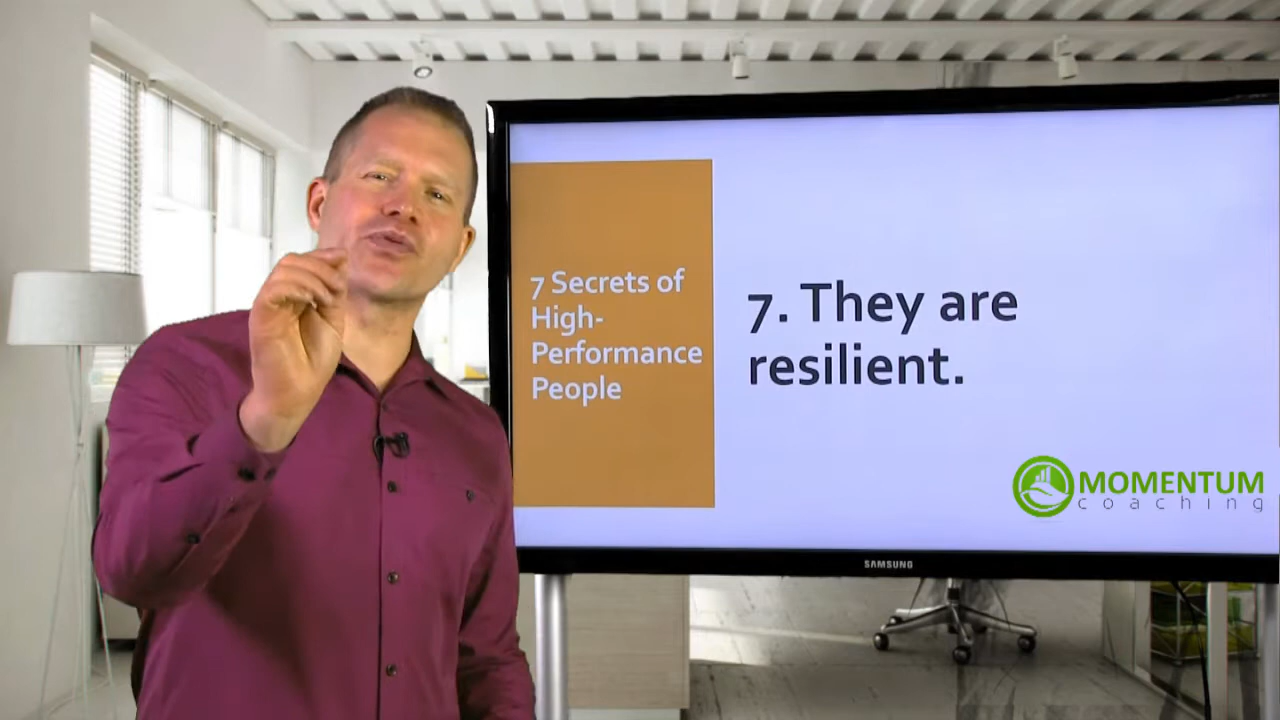 7 Secrets of
High-
Performance
People
7. They are
resilient.
MOMENTUM
coaching
SAMSUNG